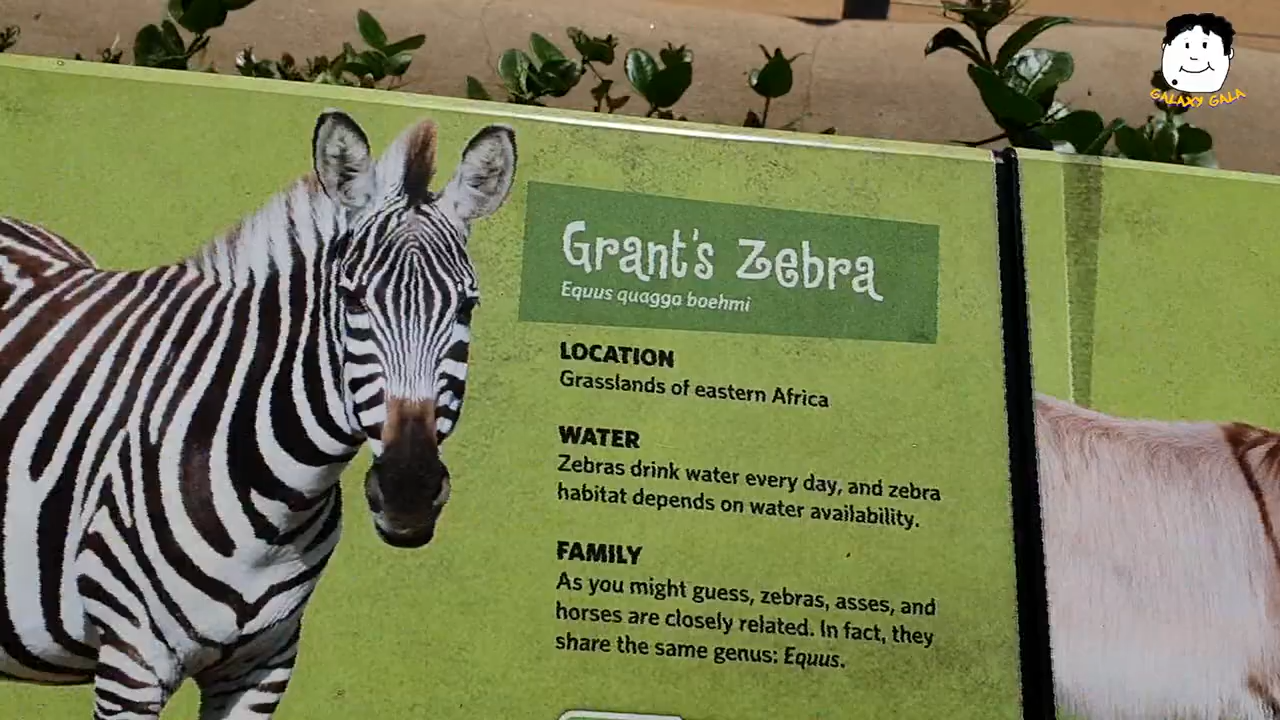 GALAXY GALA
Grant's Zebra
Equus quagga boehmi
LOCATION
Grasslands of eastern Africa
WATER
Zebras drink water every day, and zebra
habitat depends on water availability.
FAMILY
As you might guess, zebras, asses, and
horses are closely related. In fact, they
share the same genus: Equus.